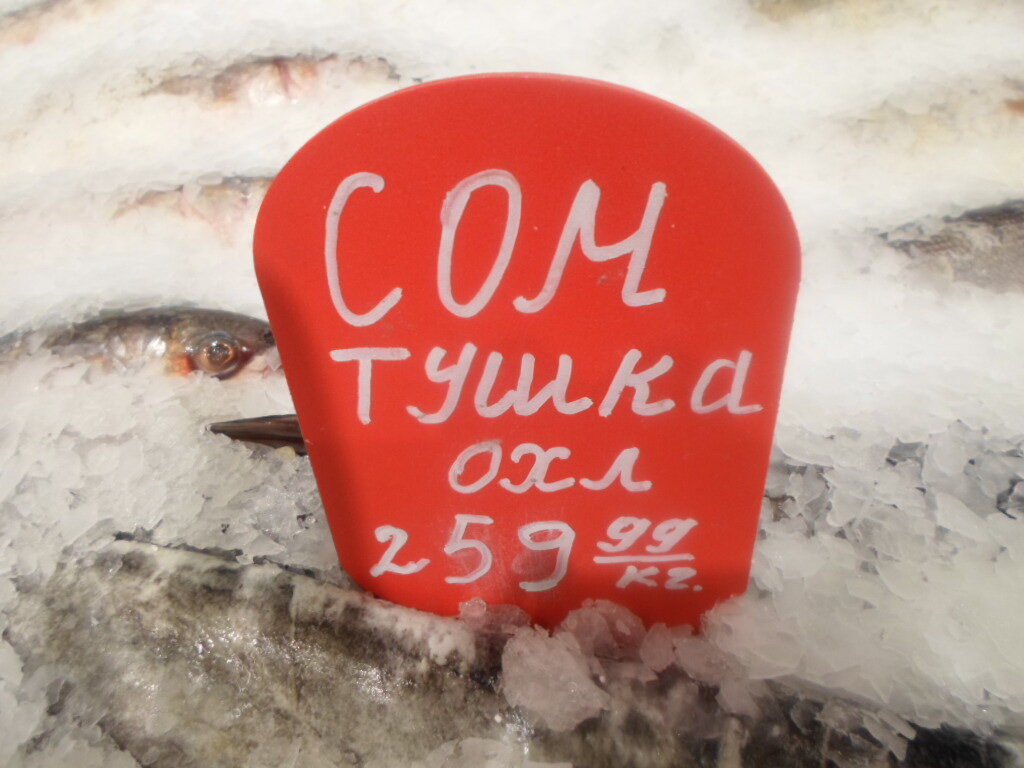 СОМ
тушка
охл
259 99/кг.